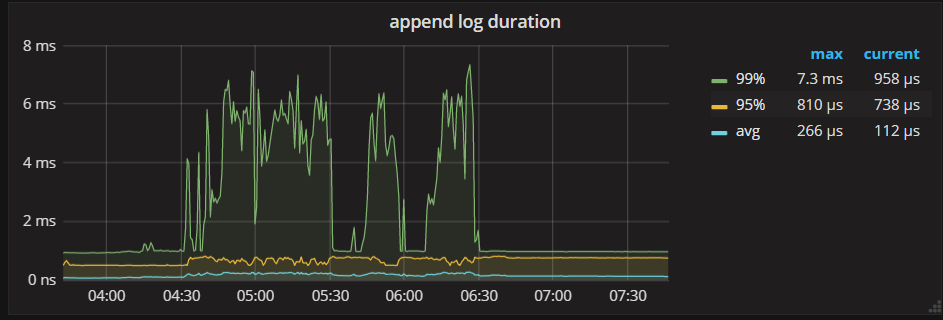 append log duration
8 ms
6 ms
4 ms
2 ms
0 ns
04:00 04:30 05:00 05:30 06:00 06:30 07:00 07:30
max current
99% 7.3 ms 958 µs
95% 810 µs 738 µs
avg 266 µs 112 µs